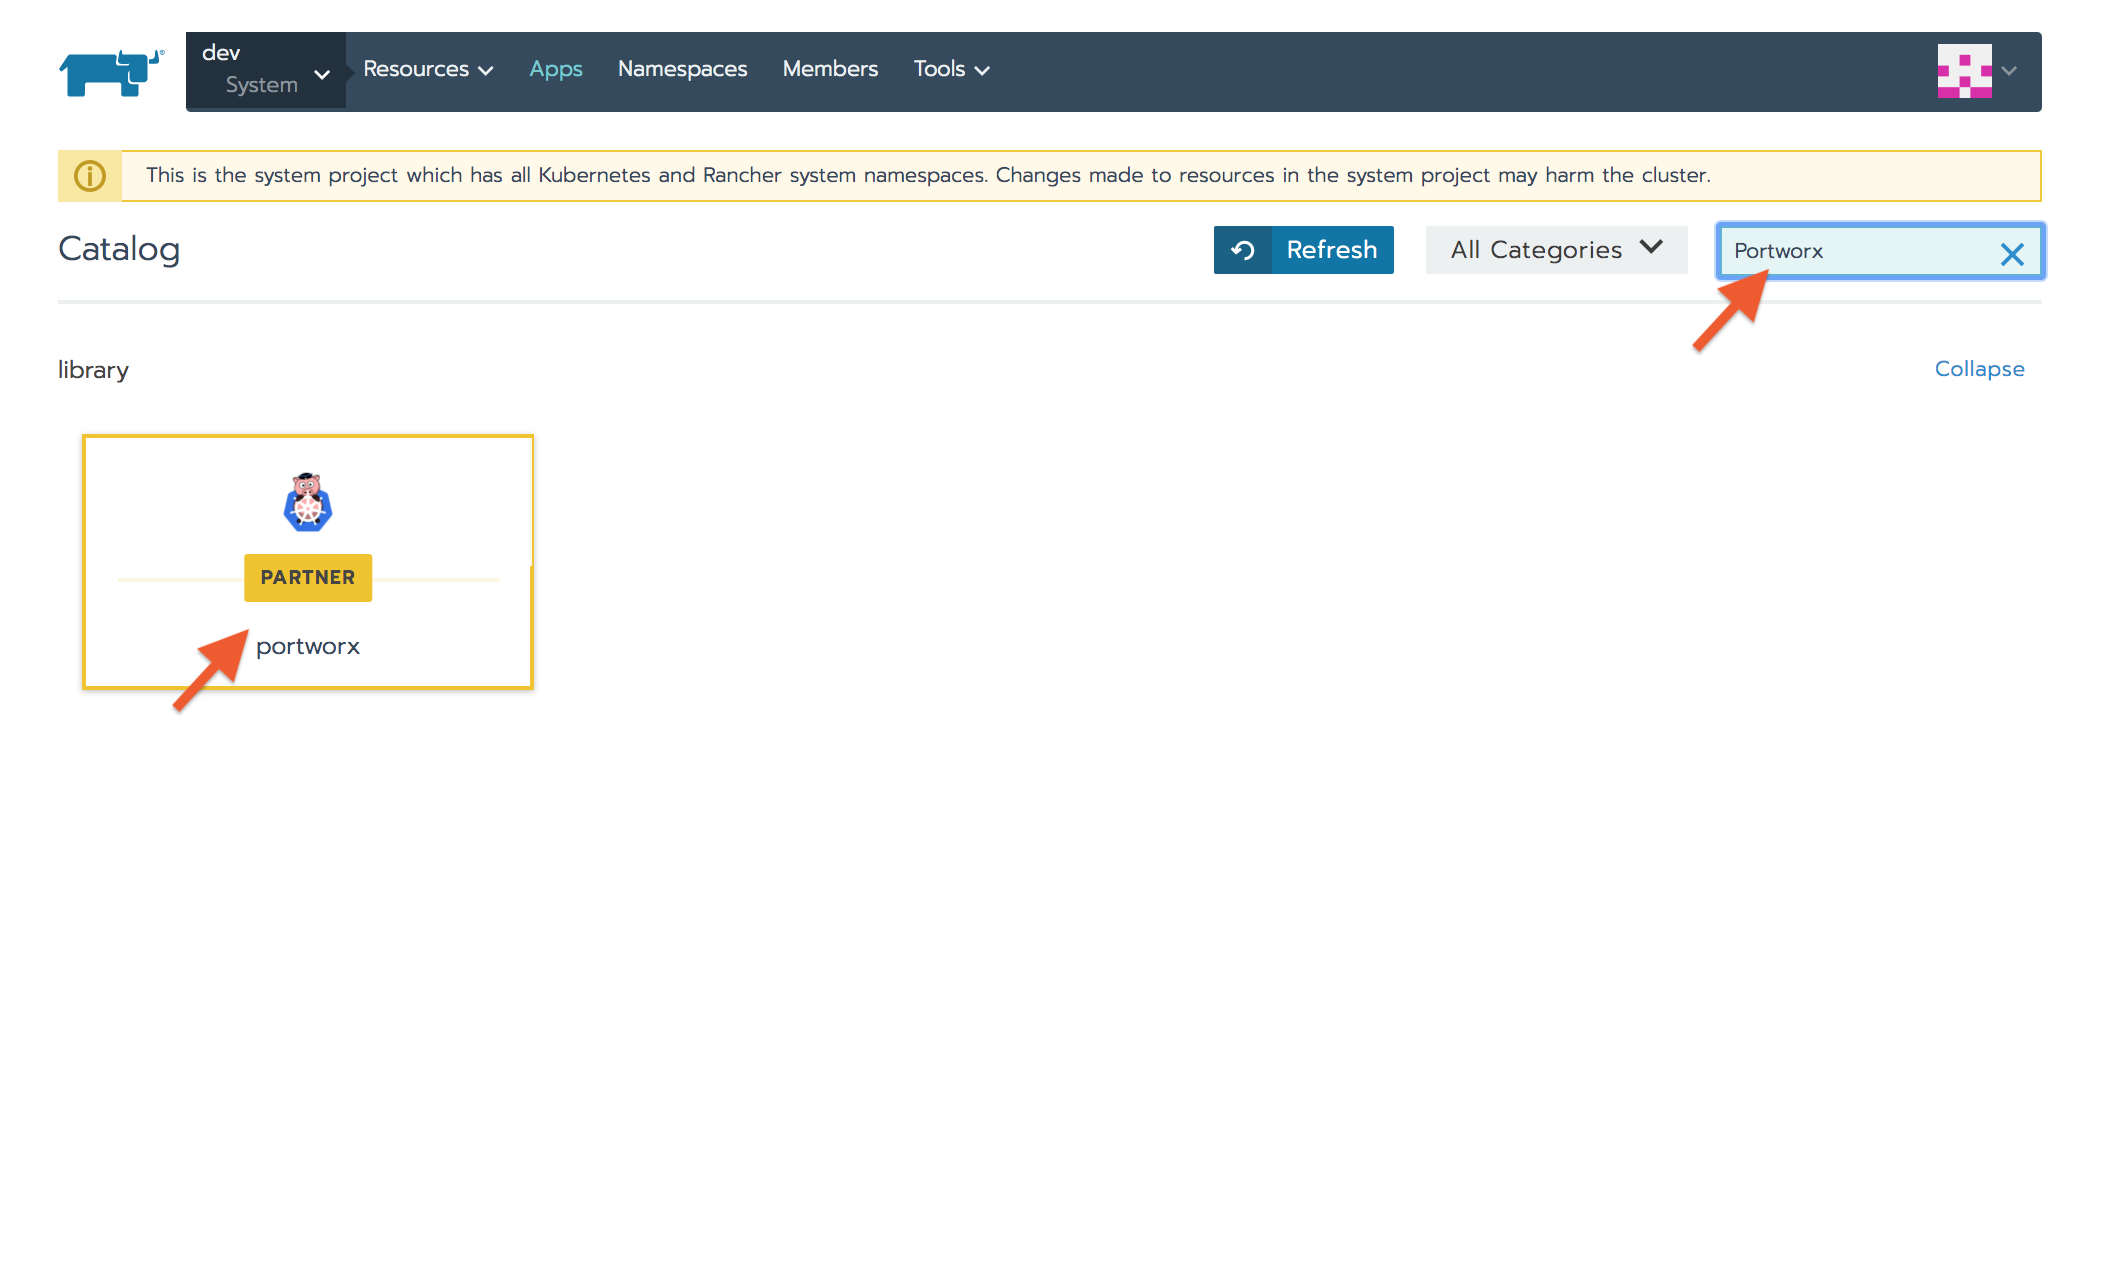 dev
System
Resources
Apps
Namespaces
Members
Tools
This is the system project which has all Kubernetes and Rancher system namespaces. Changes made to resources in the system project may harm the cluster.
Catalog
Refresh
All Categories
Portworx
library
Collapse
PARTNER
portworx